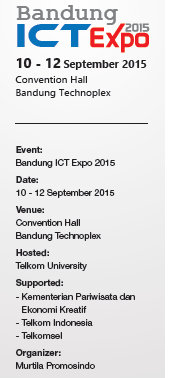 Bandung
ICT Expo 2015
10 - 12 September 2015
Convention Hall
Bandung Technoplex
Event:
Bandung ICT Expo 2015
Date:
10 - 12 September 2015
Venue:
Convention Hall
Bandung Technoplex
Hosted:
Telkom University
Supported:
- Kementerian Pariwisata dan
Ekonomi Kreatif
- Telkom Indonesia
- Telkomsel
Organizer:
Murtila Promosindo